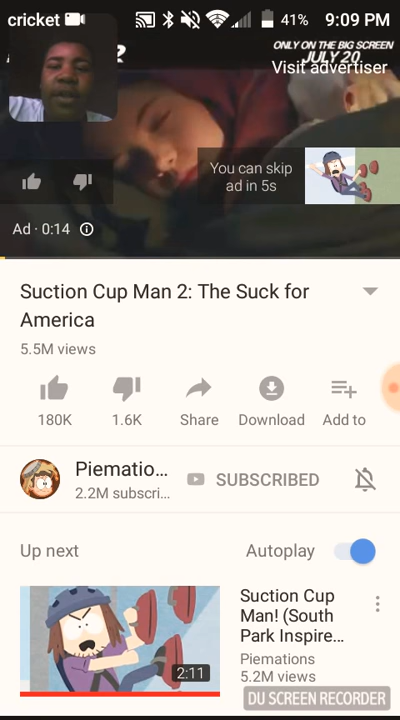 cricket 41% 9:09 PM
ONLY ON THE BIG SCREEN
JULY 20
Visit advertiser
You can skip
ad in 5s
Ad · 0:14
Suction Cup Man 2: The Suck for
America
5.5M views
180K 1.6K Share Download Add to
Piematio...
SUBSCRIBED
2.2M subscri...
Up next Autoplay
Suction Cup
Man! (South
Park Inspire...
Piemations
5.2M views
2:11
DU SCREEN RECORDER